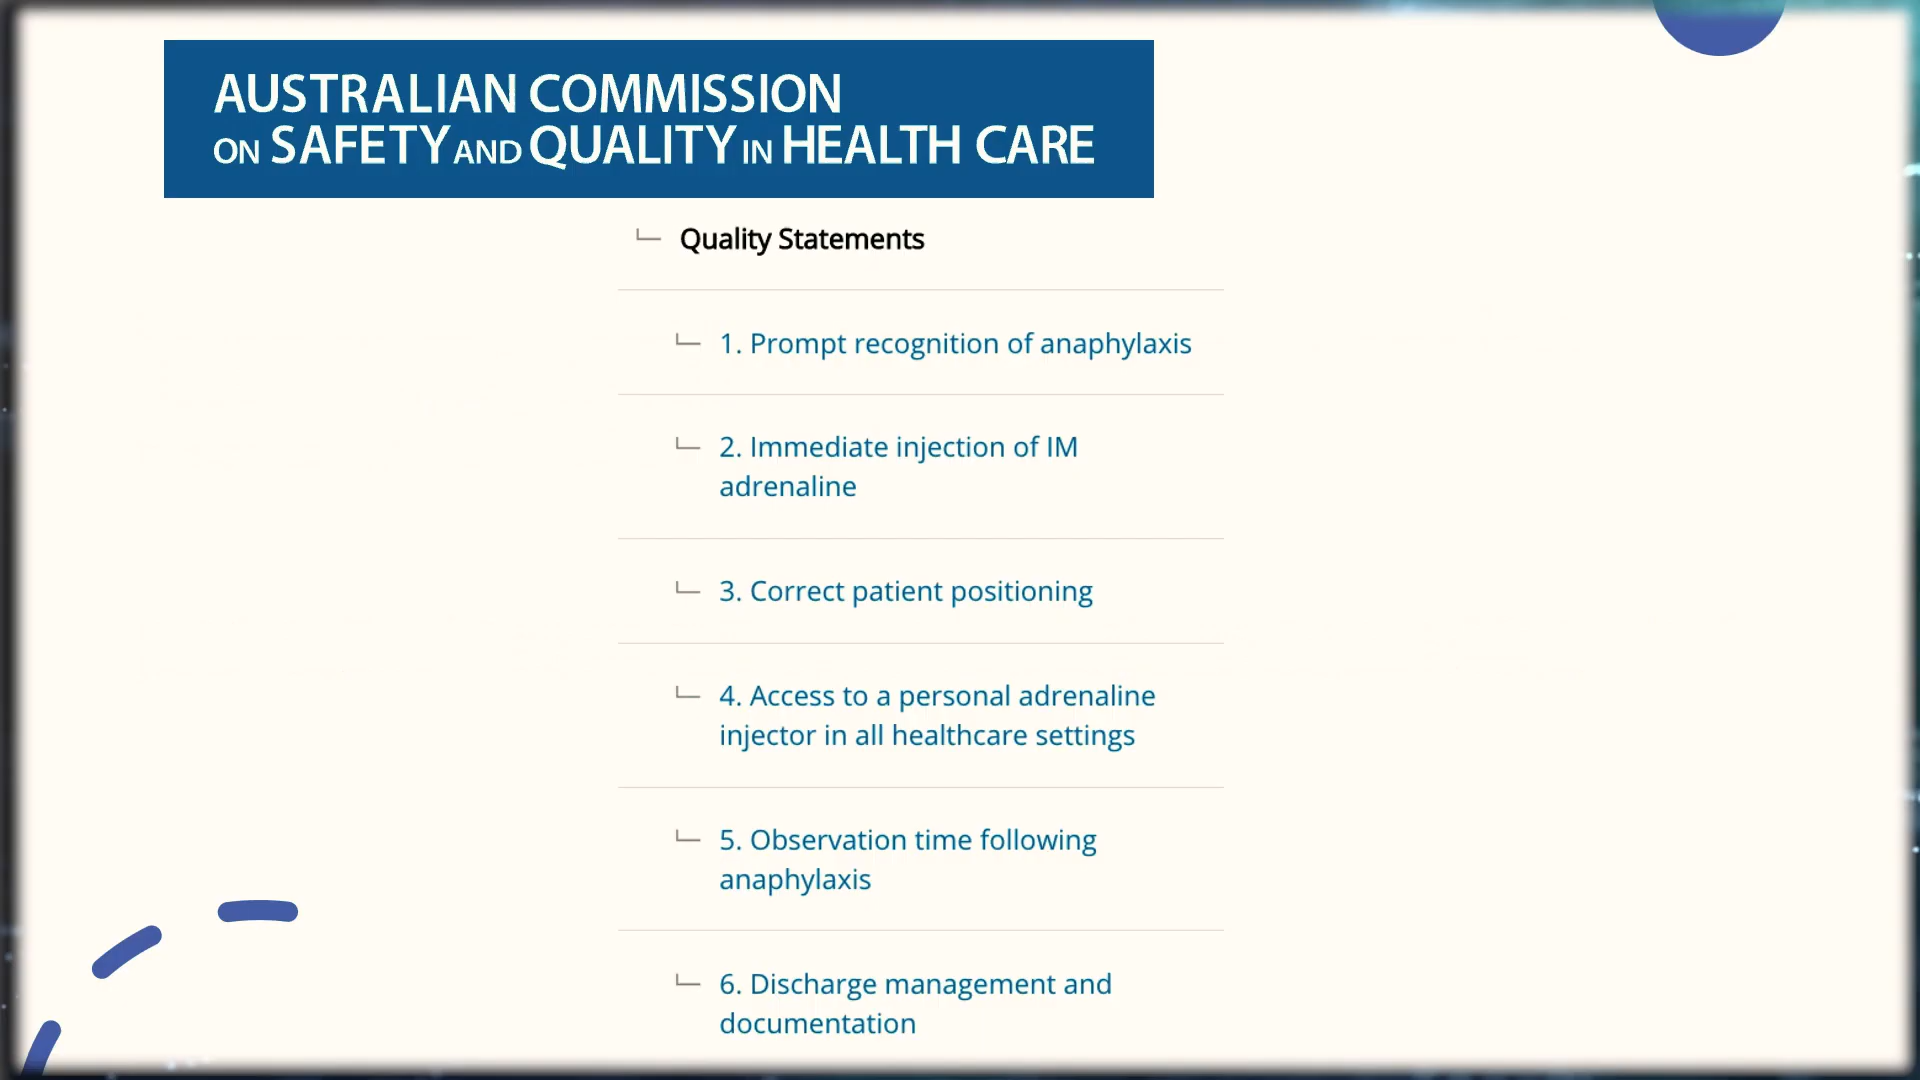 AUSTRALIAN COMMISSION
ON SAFETY AND QUALITY IN HEALTH CARE
Quality Statements
1. Prompt recognition of anaphylaxis
2. Immediate injection of IM
adrenaline
3. Correct patient positioning
4. Access to a personal adrenaline
injector in all healthcare settings
5. Observation time following
anaphylaxis
6. Discharge management and
documentation